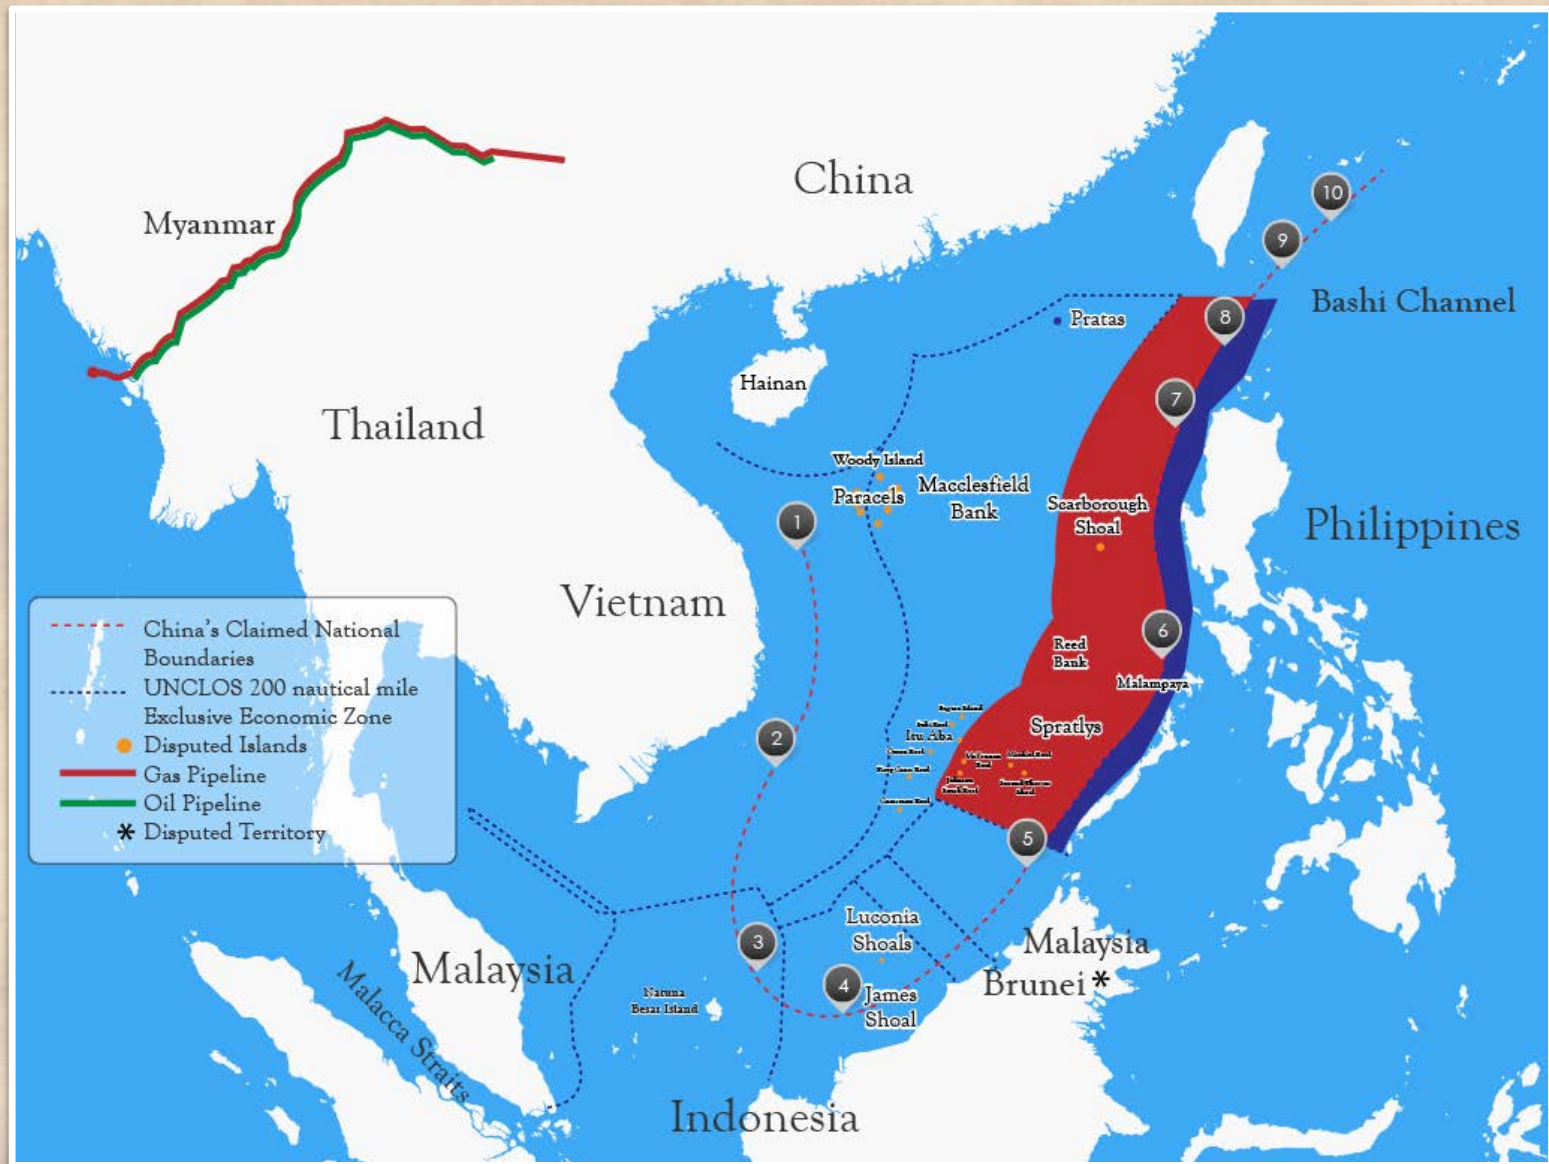 China
Myanmar
10
9
Bashi Channel
8
Pratas
Hainan
7
Thailand
Woody Island
Paracels
Macclesfield
Bank
Scarborough
Shoal
Philippines
1
Vietnam
China's Claimed National
Boundaries
UNCLOS 200 nautical mile
Exclusive Economic Zone
Disputed Islands
Gas Pipeline
Oil Pipeline
* Disputed Territory
6
Reed
Bank
Malampaya
Spratlys
Itu Aba
2
5
Luconia
Shoals
3
Malaysia
Malaysia
Brunei *
4
James
Shoal
Natuna
Besar Island
Malacca Straits
Indonesia